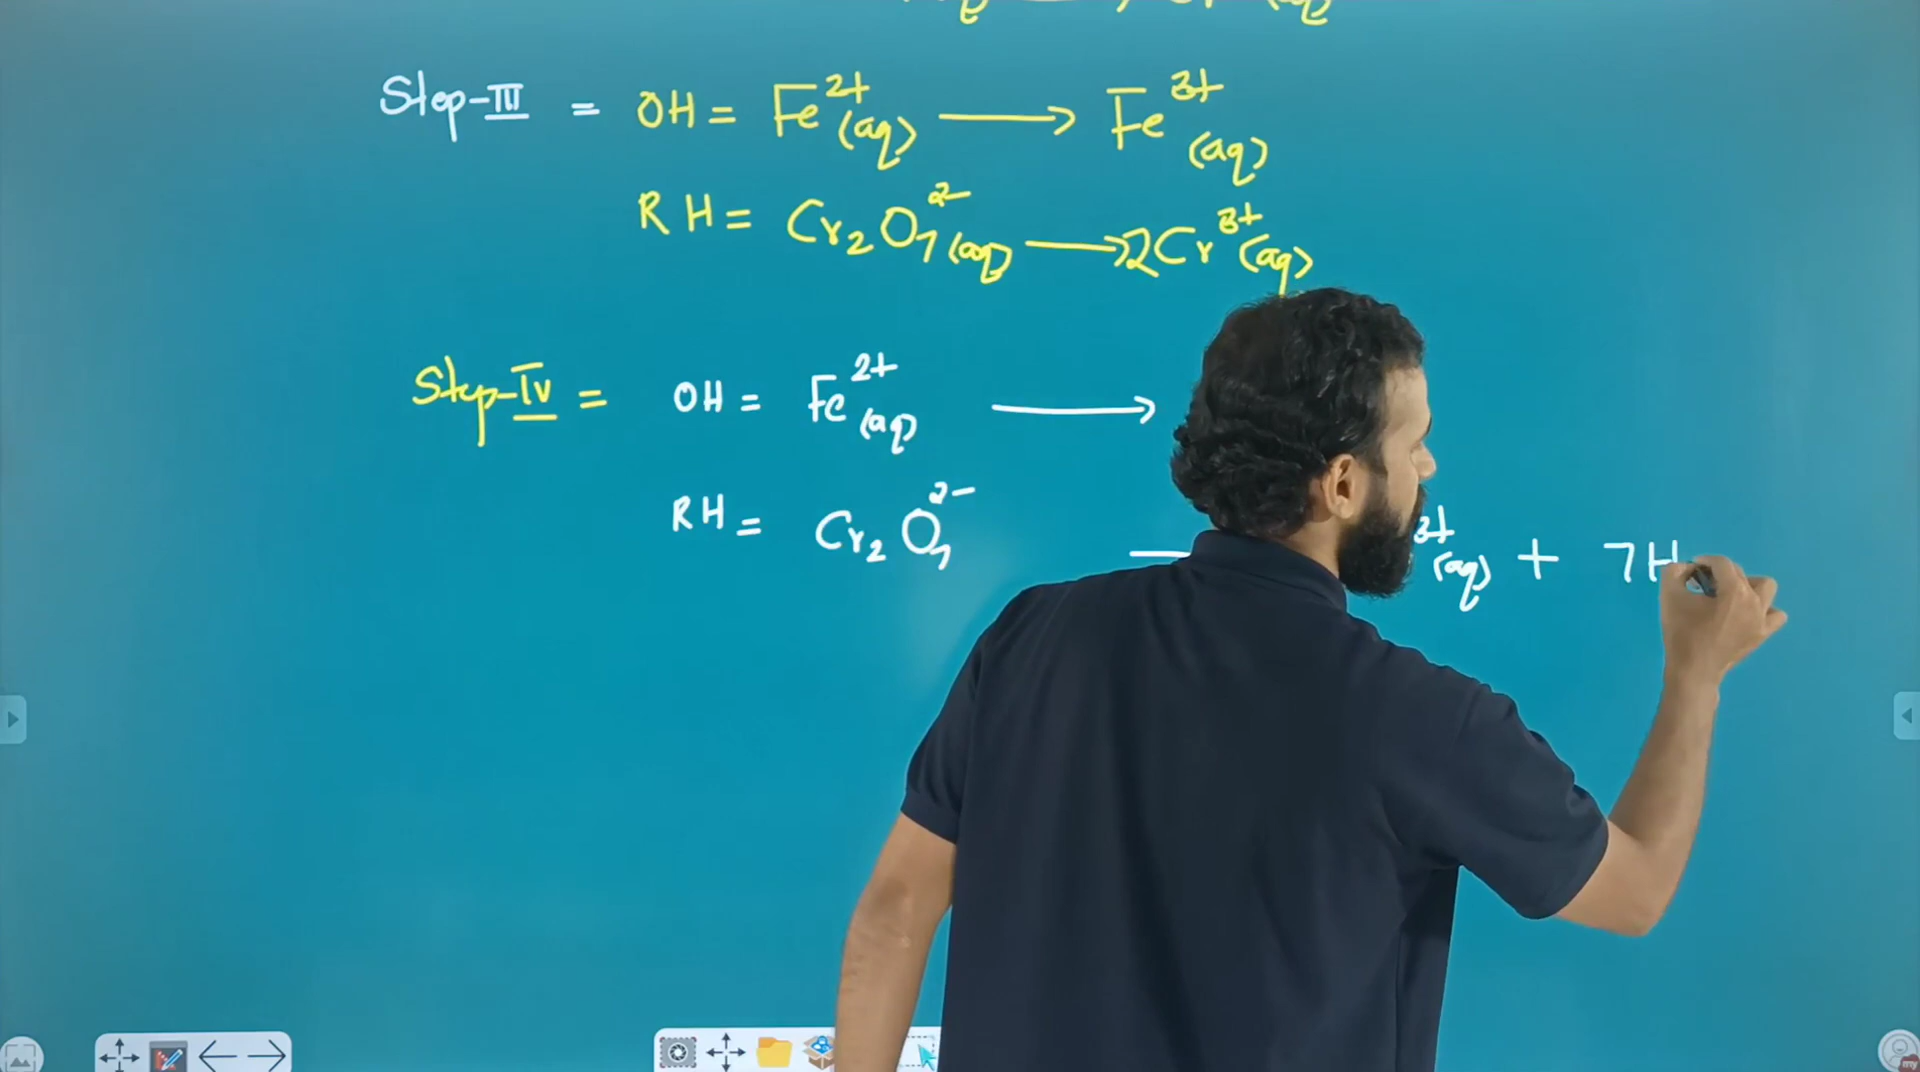 Step-III = OH = Fe²⁺(aq) ⟶ Fe³⁺(aq)
RH = Cr₂O₇²⁻(aq) ⟶ 2Cr³⁺(aq)
Step-IV = OH = Fe²⁺(aq) ⟶
RH = Cr₂O₇²⁻ ³⁺(aq) + 7H